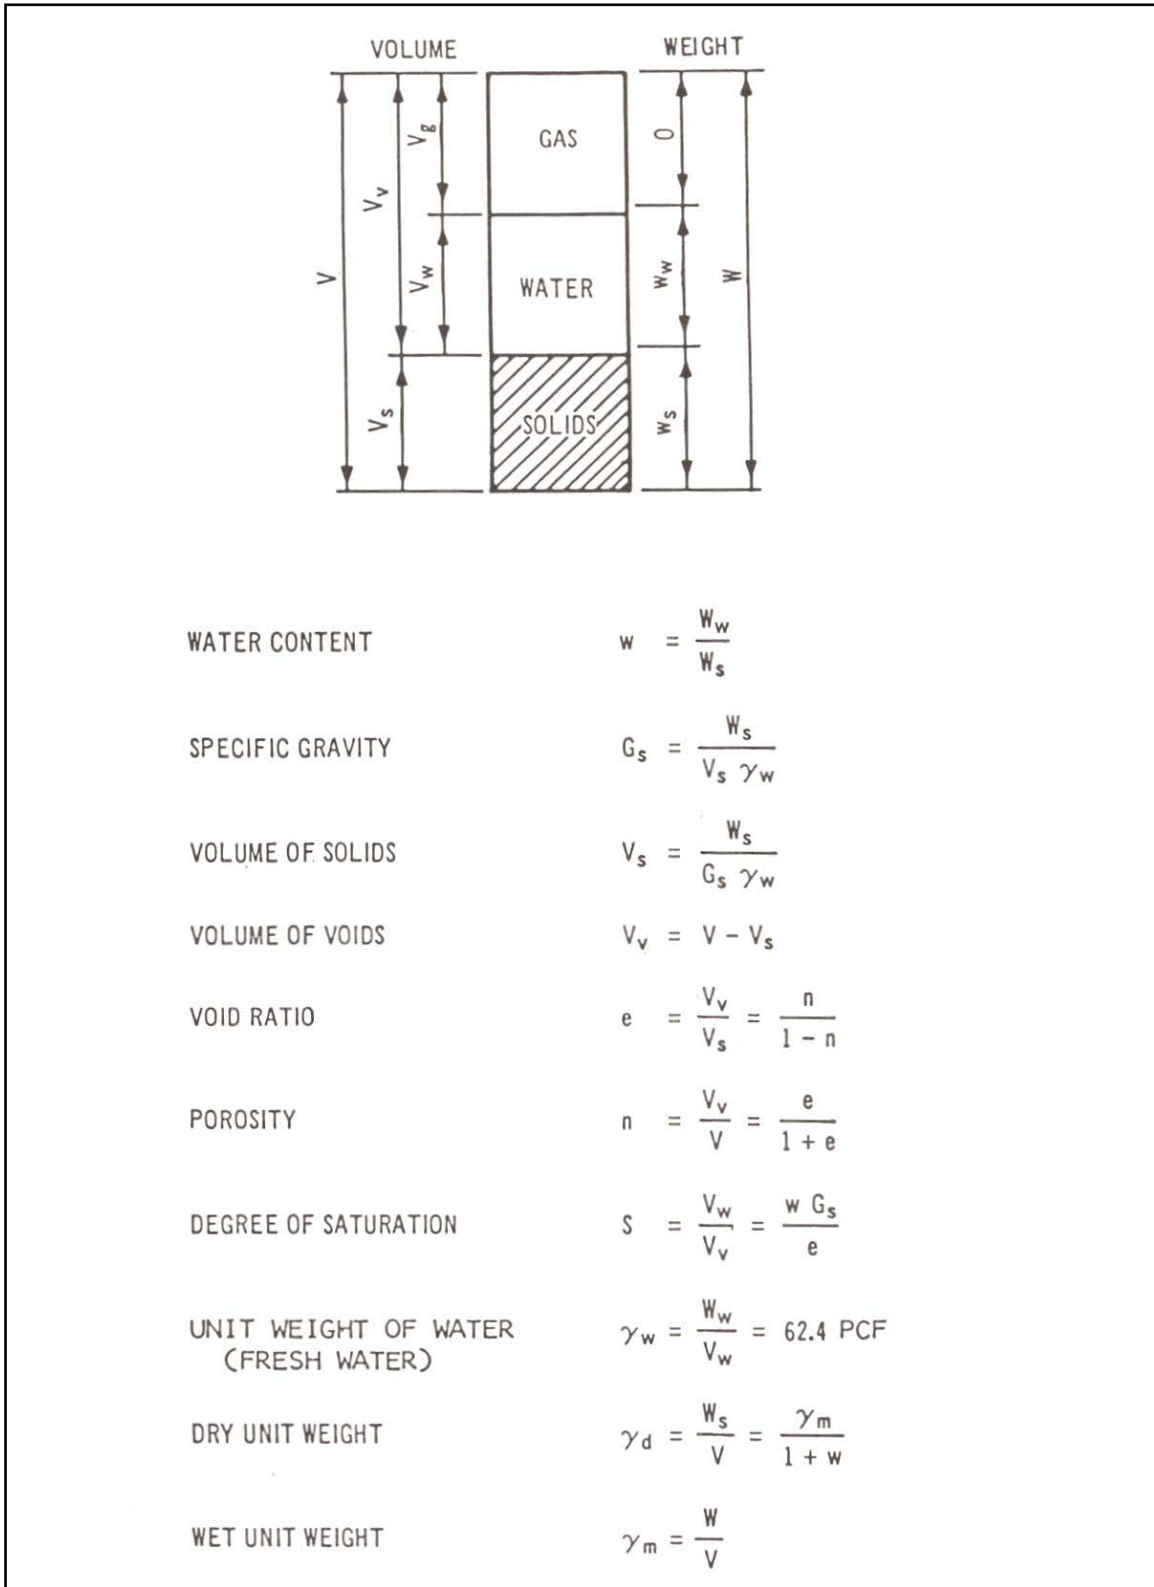 VOLUME WEIGHT
V
Vv
Vg
Vw
Vs
GAS
WATER
SOLIDS
0
Ww
Ws
W
WATER CONTENT w = Ww / Ws
SPECIFIC GRAVITY Gs = Ws / Vs γw
VOLUME OF SOLIDS Vs = Ws / Gs γw
VOLUME OF VOIDS Vv = V − Vs
VOID RATIO e = Vv / Vs = n / 1 − n
POROSITY n = Vv / V = e / 1 + e
DEGREE OF SATURATION S = Vw / Vv = w Gs / e
UNIT WEIGHT OF WATER γw = Ww / Vw = 62.4 PCF
(FRESH WATER)
DRY UNIT WEIGHT γd = Ws / V = γm / 1 + w
WET UNIT WEIGHT γm = W / V